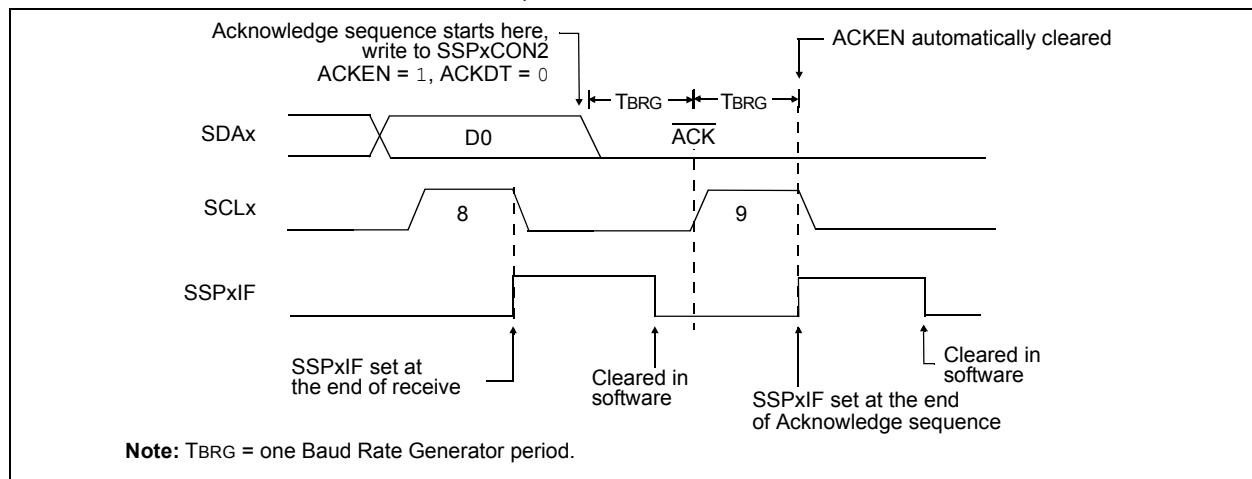 Acknowledge sequence starts here,
write to SSPxCON2
ACKEN = 1, ACKDT = 0
ACKEN automatically cleared
TBRG
TBRG
SDAx
D0
ACK
SCLx
8
9
SSPxIF
SSPxIF set at
the end of receive
Cleared in
software
SSPxIF set at the end
of Acknowledge sequence
Cleared in
software
Note: TBRG = one Baud Rate Generator period.